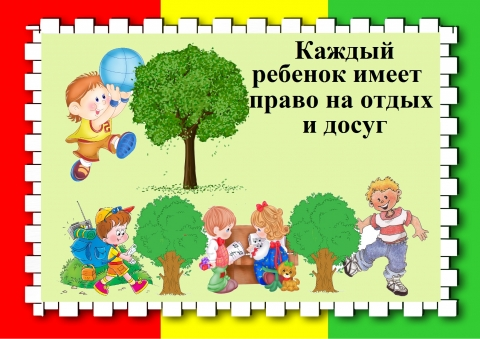 Каждый
ребенок имеет
право на отдых
и досуг